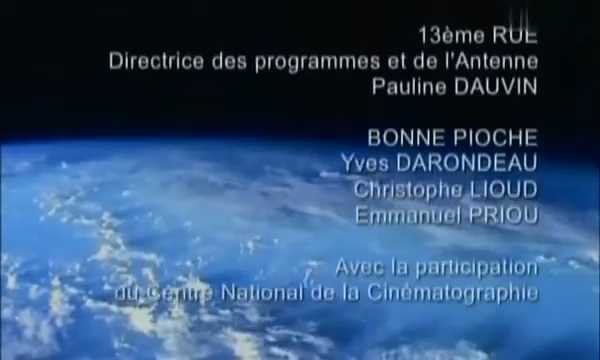 13ème RUE
Directrice des programmes et de l'Antenne
Pauline DAUVIN
BONNE PIOCHE
Yves DARONDEAU
Christophe LIOUD
Emmanuel PRIOU
Avec la participation
du Centre National de la Cinématographie